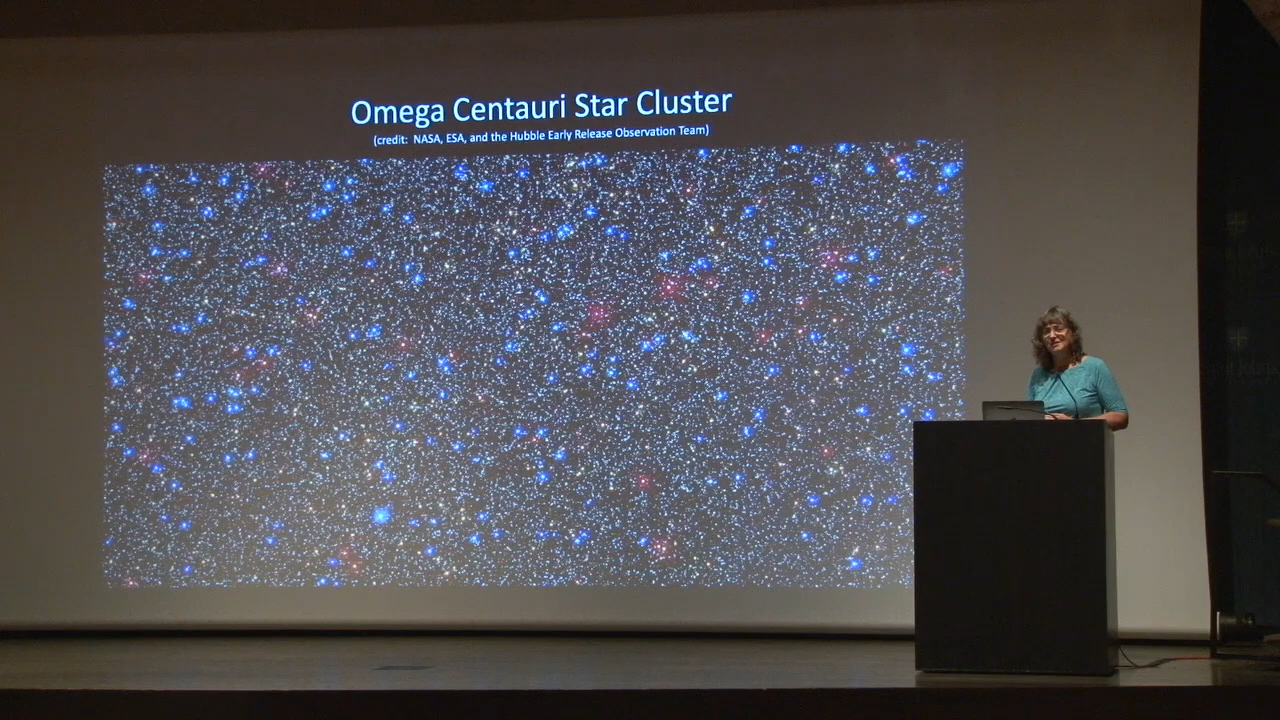 Omega Centauri Star Cluster
(credit:  NASA, ESA, and the Hubble Early Release Observation Team)